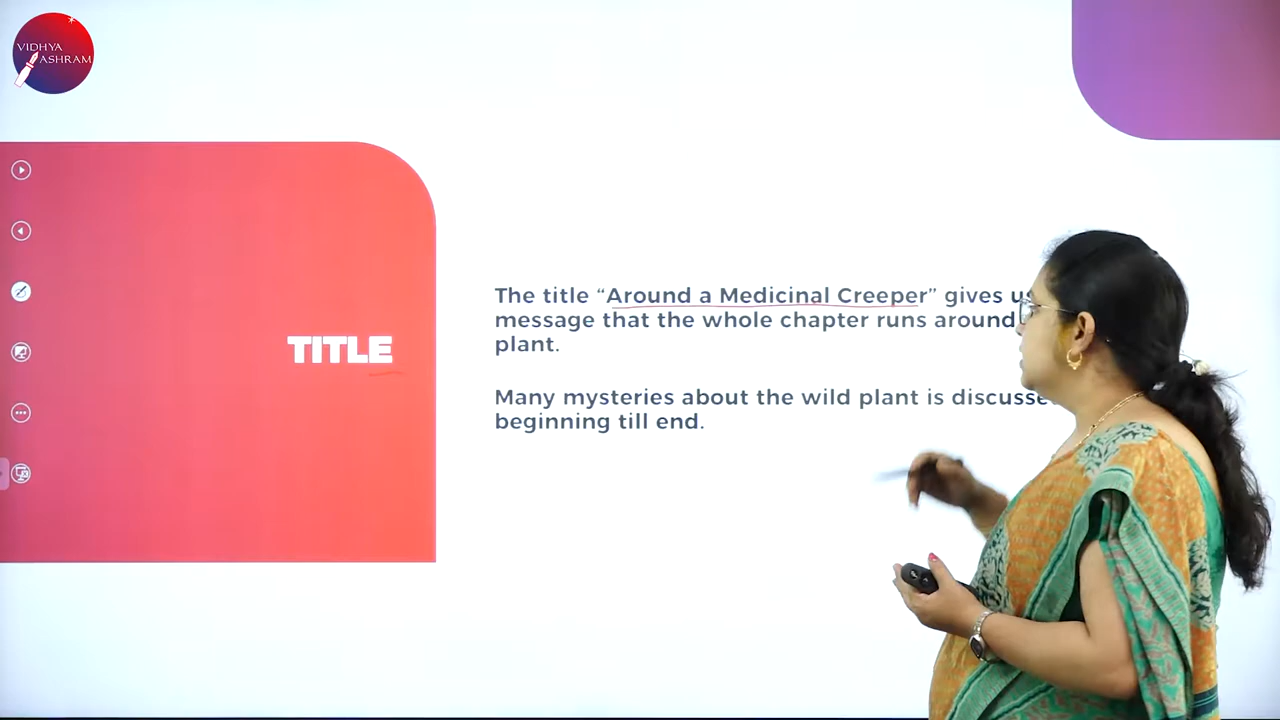 VIDHYA
ASHRAM
TITLE
The title “Around a Medicinal Creeper” gives us
message that the whole chapter runs around
plant.
Many mysteries about the wild plant is
beginning till end.